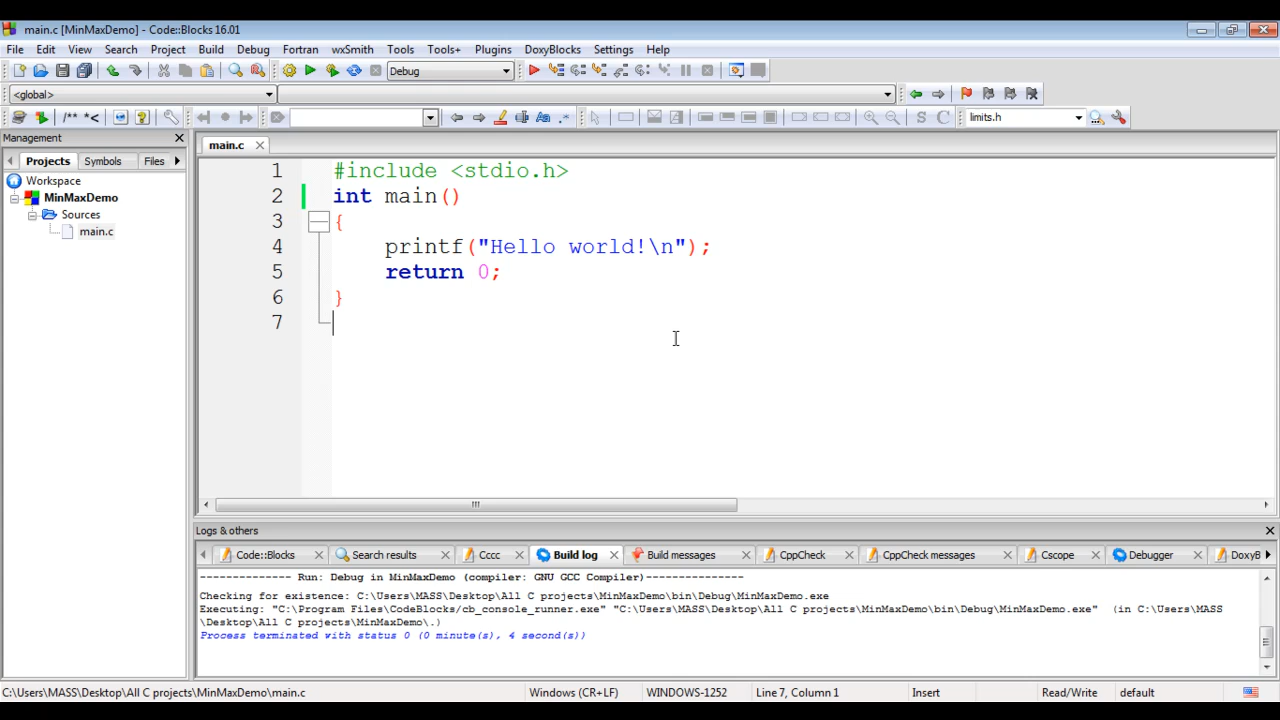 main.c [MinMaxDemo] - Code::Blocks 16.01
File Edit View Search Project Build Debug Fortran wxSmith Tools Tools+ Plugins DoxyBlocks Settings Help
Debug
<global>
/** *< limits.h
Management
Projects Symbols Files
Workspace
MinMaxDemo
Sources
main.c
main.c
1 #include <stdio.h>
2 int main()
3 {
4 printf("Hello world!\n");
5 return 0;
6 }
7
Logs & others
Code::Blocks Search results Cccc Build log Build messages CppCheck CppCheck messages Cscope Debugger DoxyB
-------------- Run: Debug in MinMaxDemo (compiler: GNU GCC Compiler)---------------
Checking for existence: C:\Users\MASS\Desktop\All C projects\MinMaxDemo\bin\Debug\MinMaxDemo.exe
Executing: "C:\Program Files\CodeBlocks/cb_console_runner.exe" "C:\Users\MASS\Desktop\All C projects\MinMaxDemo\bin\Debug\MinMaxDemo.exe"  (in C:\Users\MASS
\Desktop\All C projects\MinMaxDemo\.)
Process terminated with status 0 (0 minute(s), 4 second(s))
C:\Users\MASS\Desktop\All C projects\MinMaxDemo\main.c Windows (CR+LF) WINDOWS-1252 Line 7, Column 1 Insert Read/Write default